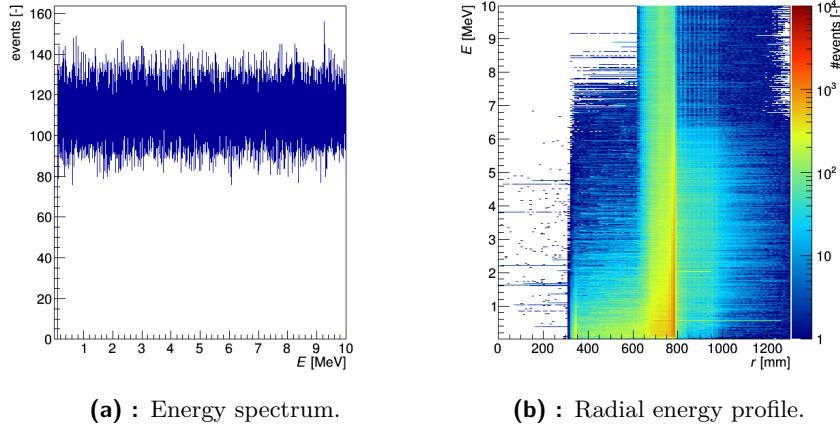 events [-]
160
140
120
100
80
60
40
20
0
1 2 3 4 5 6 7 8 9 10
E [MeV]
E [MeV]
10
9
8
7
6
5
4
3
2
1
0 200 400 600 800 1000 1200
r [mm]
#events [-]
10⁴
10³
10²
10
1
(a) : Energy spectrum.
(b) : Radial energy profile.